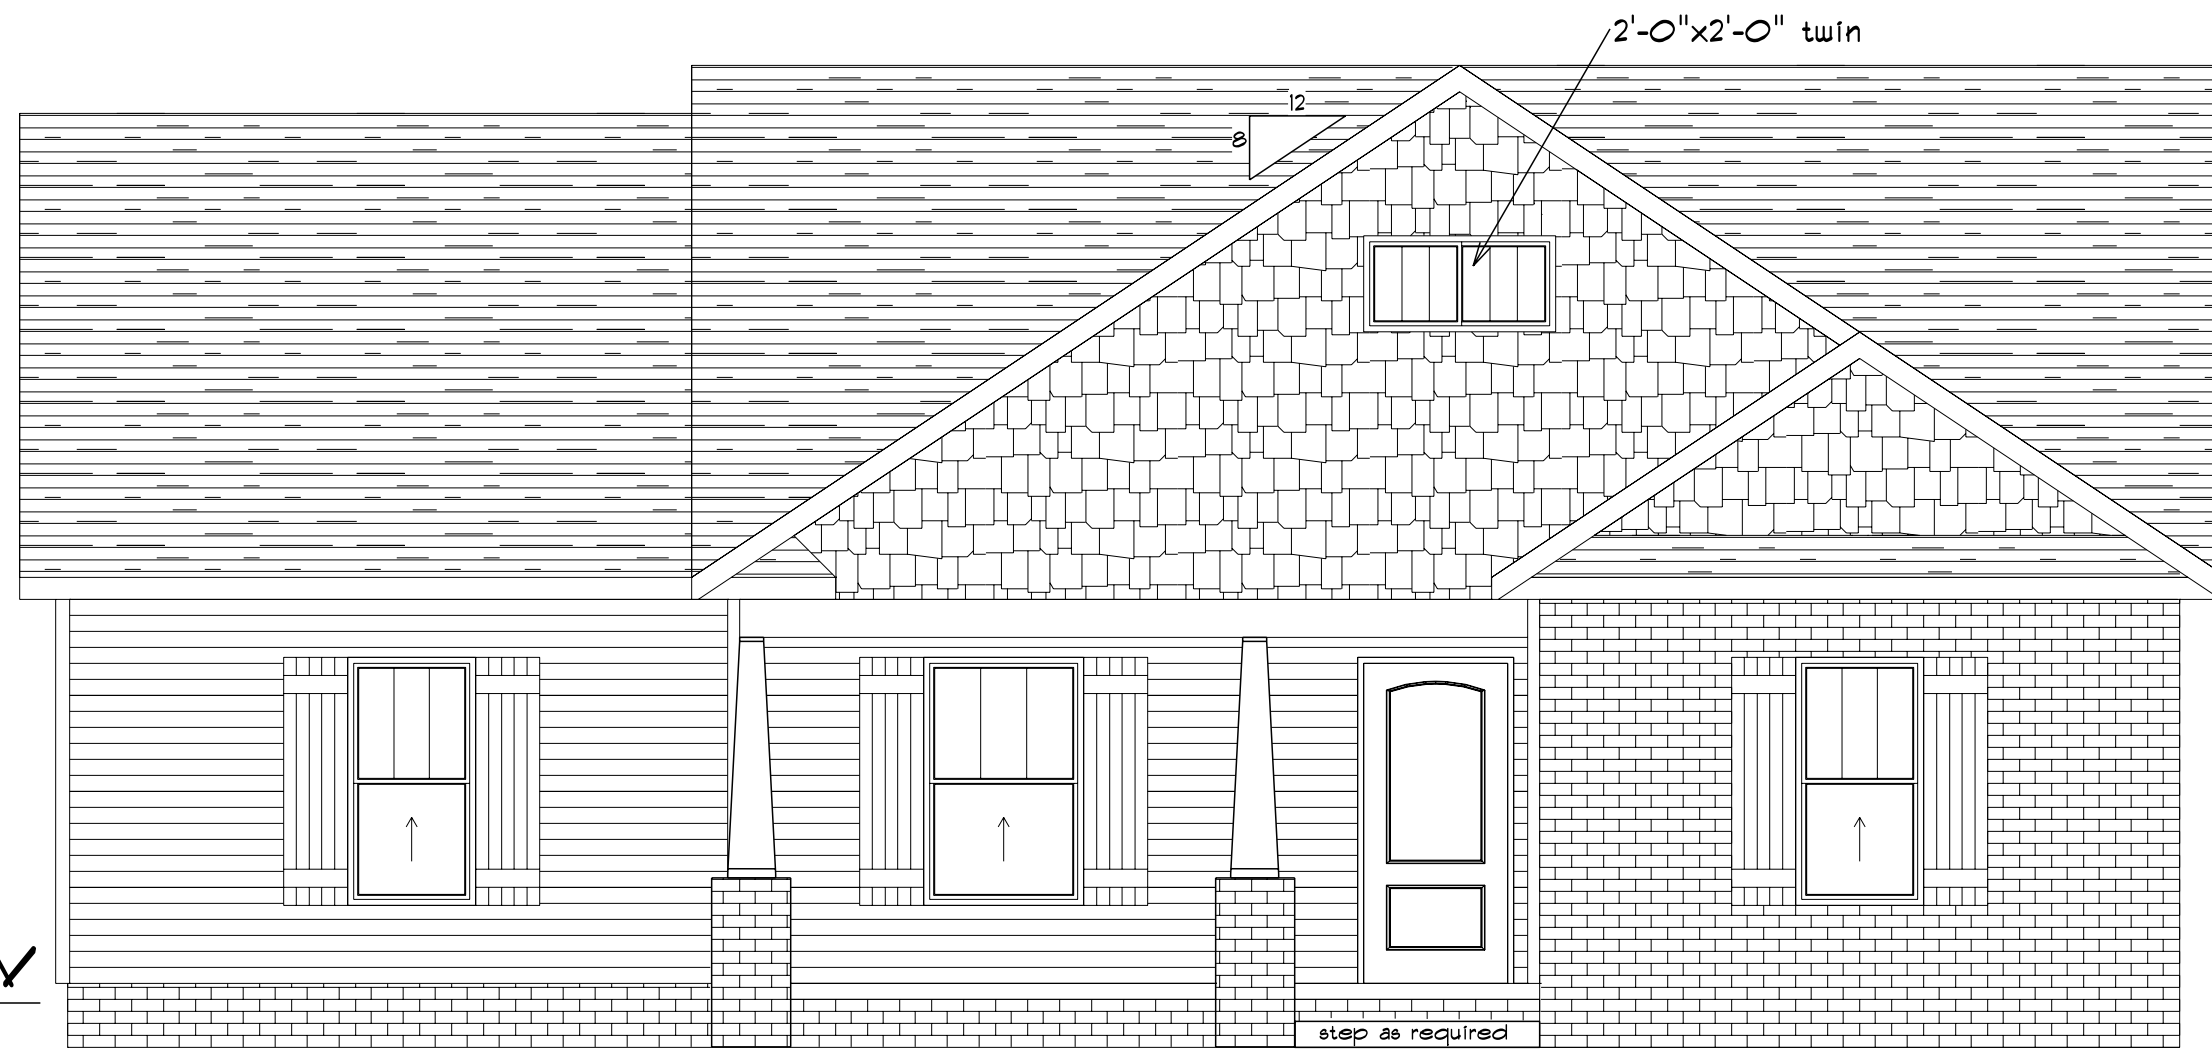 2'-0"x2'-0" twin
12
8
step as required